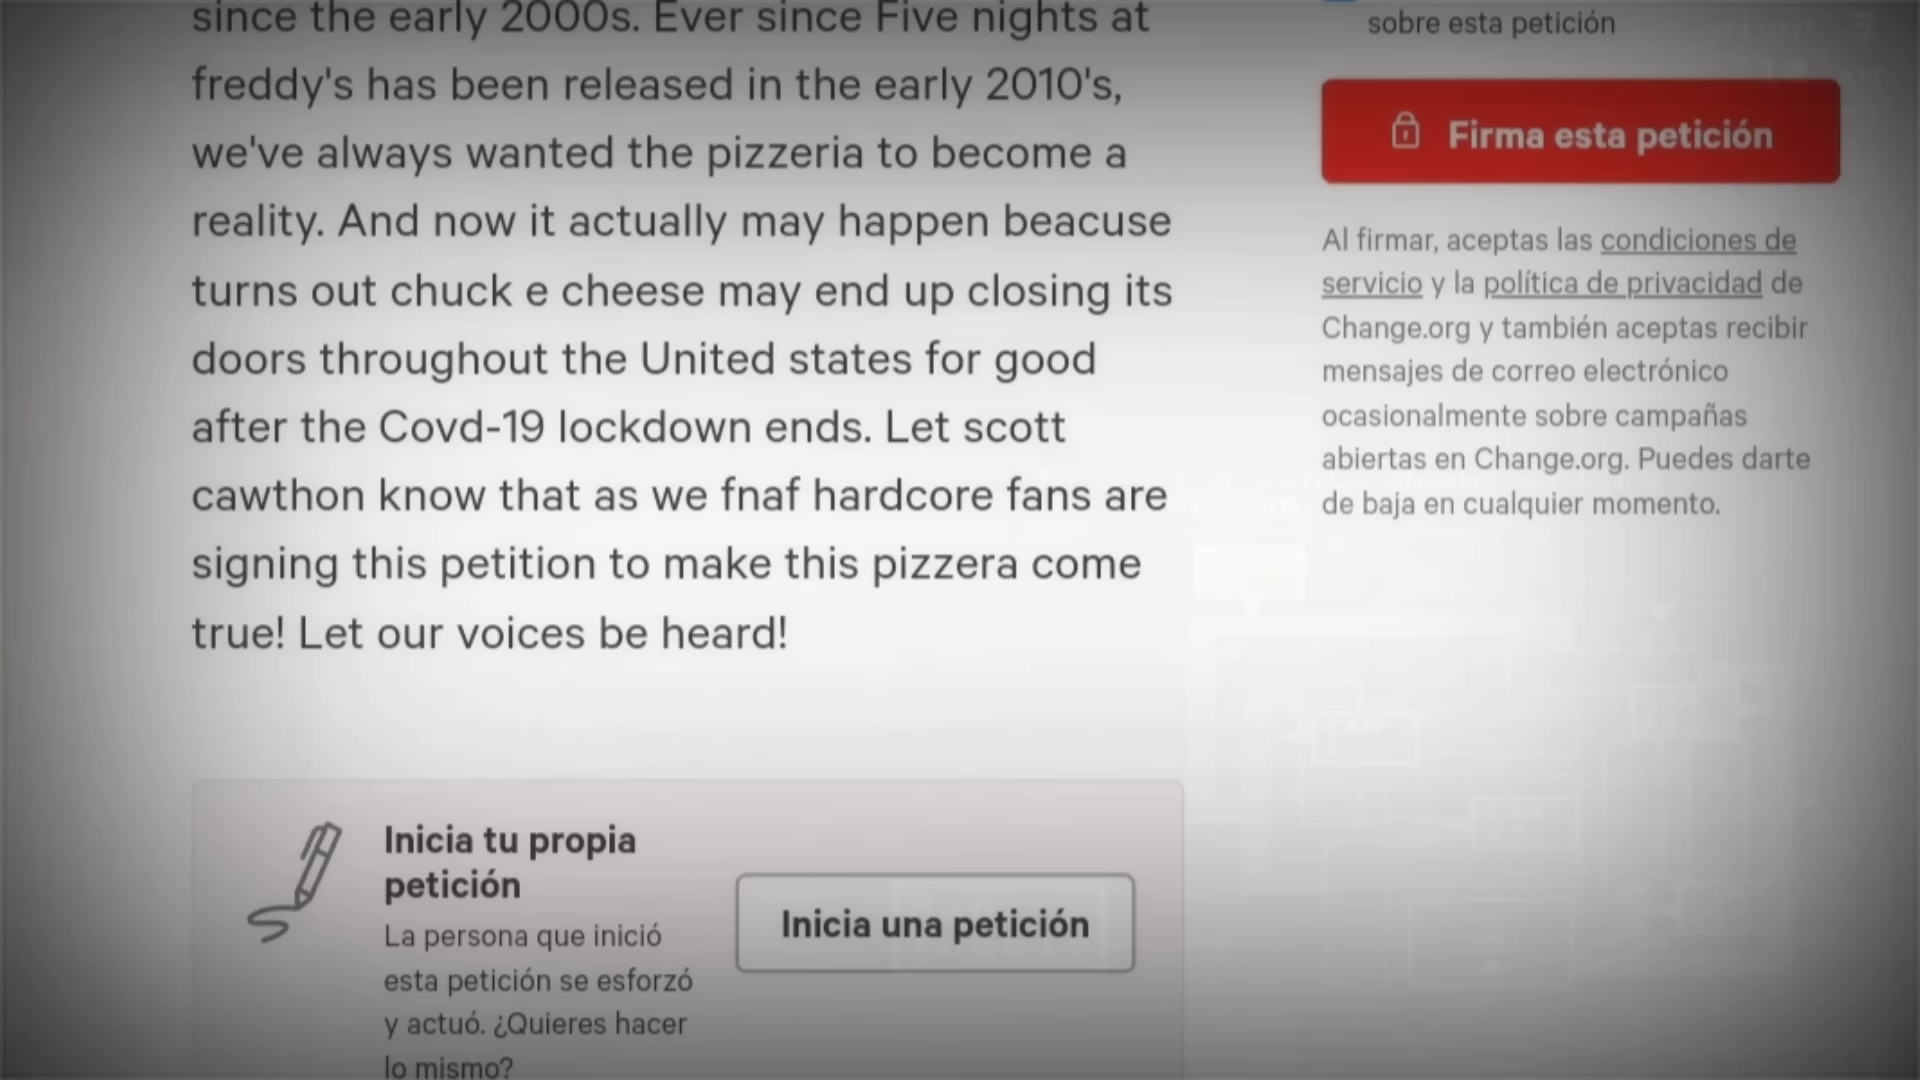 since the early 2000s. Ever since Five nights at
freddy's has been released in the early 2010's,
we've always wanted the pizzeria to become a
reality. And now it actually may happen beacuse
turns out chuck e cheese may end up closing its
doors throughout the United states for good
after the Covd-19 lockdown ends. Let scott
cawthon know that as we fnaf hardcore fans are
signing this petition to make this pizzera come
true! Let our voices be heard!
Inicia tu propia
petición
La persona que inició
esta petición se esforzó
y actuó. ¿Quieres hacer
lo mismo?
Inicia una petición
sobre esta petición
Firma esta petición
Al firmar, aceptas las condiciones de
servicio y la política de privacidad de
Change.org y también aceptas recibir
mensajes de correo electrónico
ocasionalmente sobre campañas
abiertas en Change.org. Puedes darte
de baja en cualquier momento.